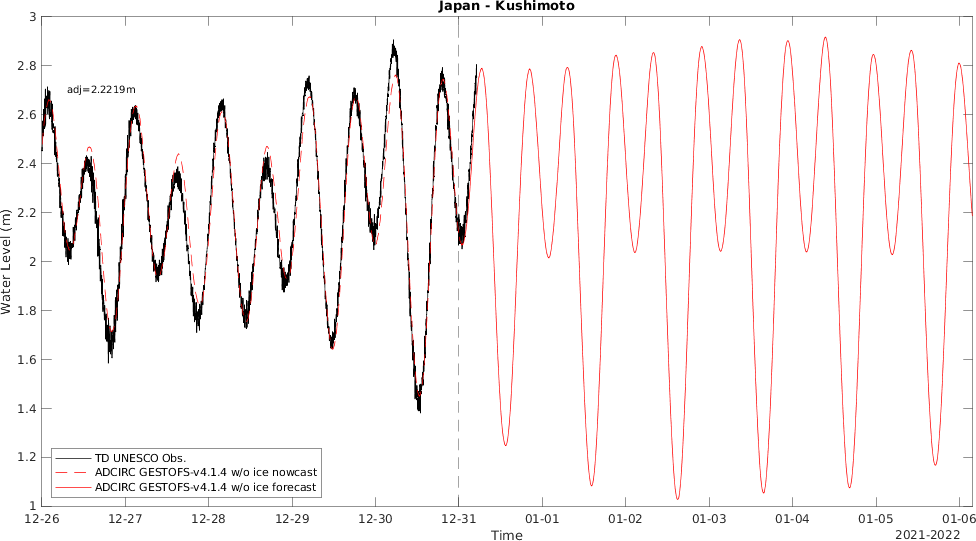 Japan - Kushimoto
3
2.8
2.6
2.4
2.2
2
1.8
1.6
1.4
1.2
1
Water Level (m)
adj=2.2219m
TD UNESCO Obs.
ADCIRC GESTOFS-v4.1.4 w/o ice nowcast
ADCIRC GESTOFS-v4.1.4 w/o ice forecast
12-26 12-27 12-28 12-29 12-30 12-31 01-01 01-02 01-03 01-04 01-05 01-06
Time
2021-2022